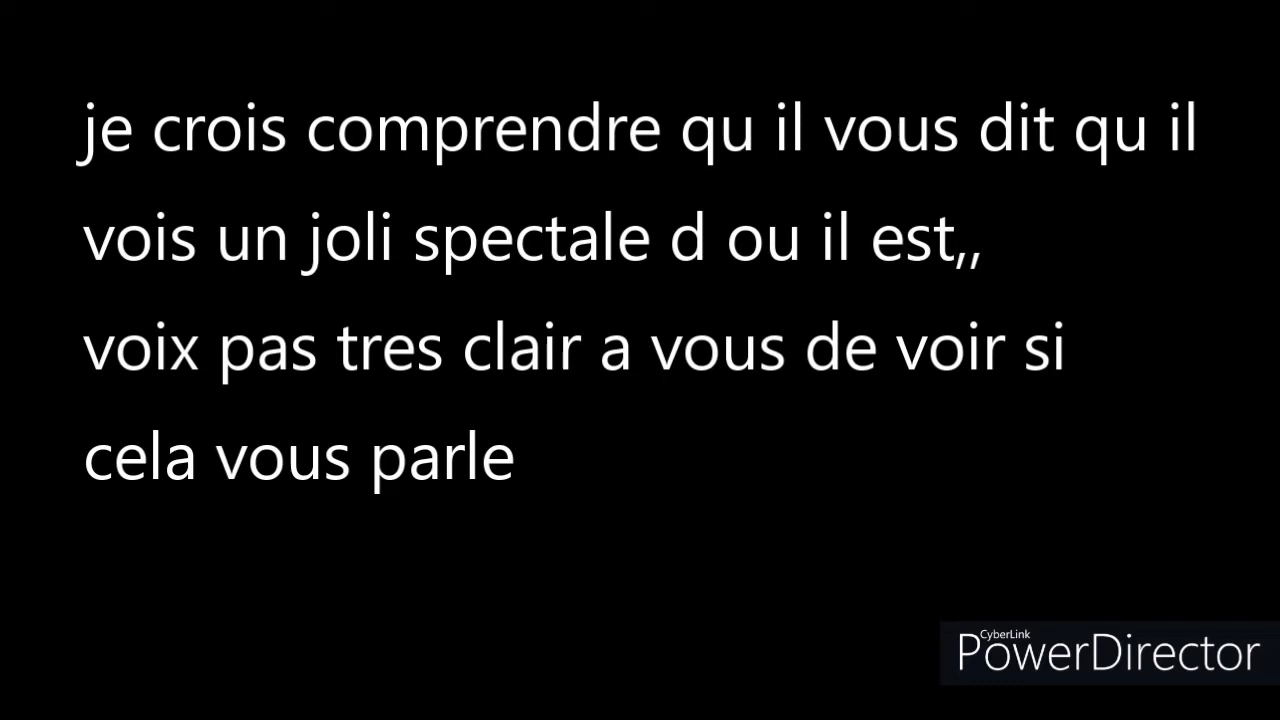 je crois comprendre qu il vous dit qu il
vois un joli spectale d ou il est,,
voix pas tres clair a vous de voir si
cela vous parle
CyberLink
PowerDirector